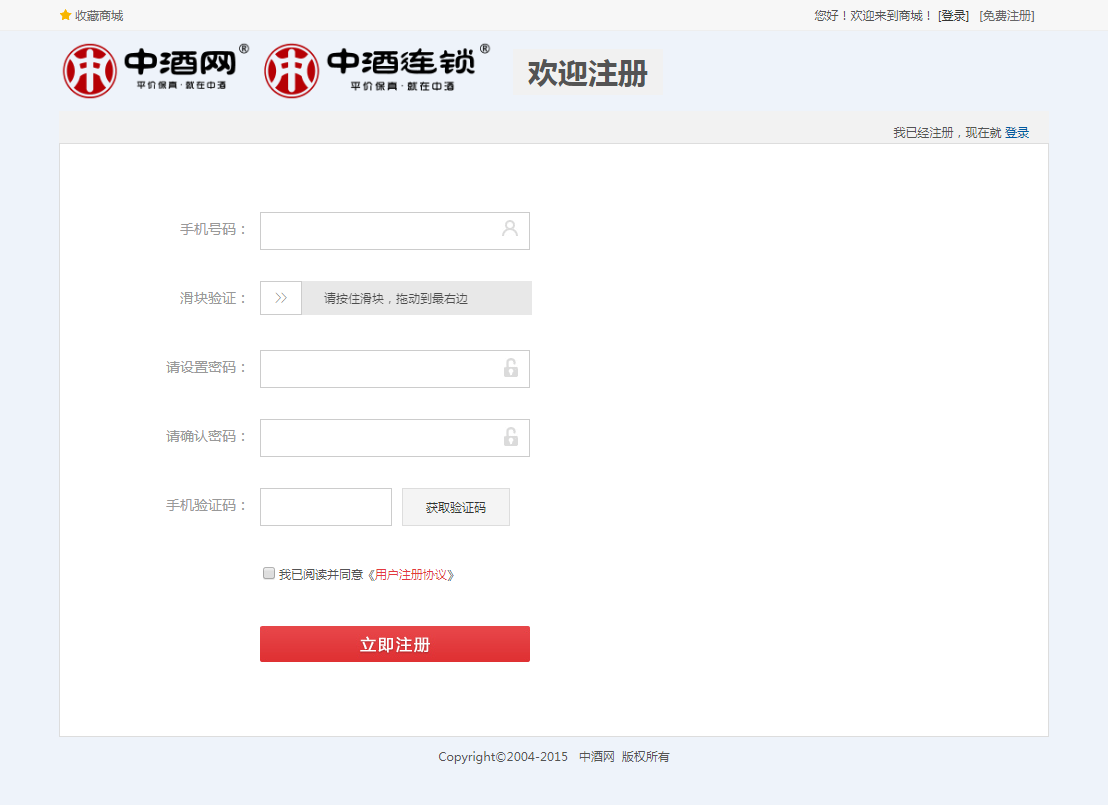 收藏商城
您好！欢迎来到商城！ [登录] [免费注册]
中酒网® 中酒连锁® 欢迎注册
平价保真·就在中酒 平价保真·就在中酒
我已经注册，现在就 登录
手机号码：
滑块验证： 请按住滑块，拖动到最右边
请设置密码：
请确认密码：
手机验证码： 获取验证码
我已阅读并同意《用户注册协议》
立即注册
Copyright©2004-2015 中酒网 版权所有